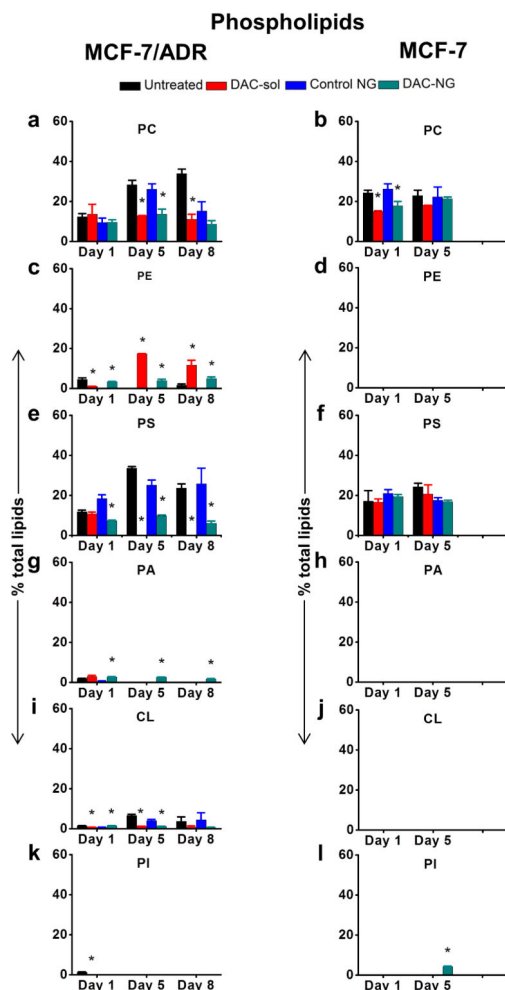 Phospholipids
MCF-7/ADR MCF-7
Untreated DAC-sol Control NG DAC-NG
a PC
60
40
20
0
* * *
Day 1 Day 5 Day 8
b PC
60
40
20
0
* *
Day 1 Day 5
c PE
60
40
20
0
* * * * * *
Day 1 Day 5 Day 8
d PE
60
40
20
0
Day 1 Day 5
e PS
60
40
20
0
* * * * *
Day 1 Day 5 Day 8
f PS
60
40
20
0
Day 1 Day 5
g PA
60
40
20
0
* * *
Day 1 Day 5 Day 8
h PA
60
40
20
0
Day 1 Day 5
i CL
60
40
20
0
* * * *
Day 1 Day 5 Day 8
j CL
60
40
20
0
Day 1 Day 5
k PI
60
40
20
0
*
Day 1 Day 5 Day 8
l PI
60
40
20
0
*
Day 1 Day 5
% total lipids
% total lipids